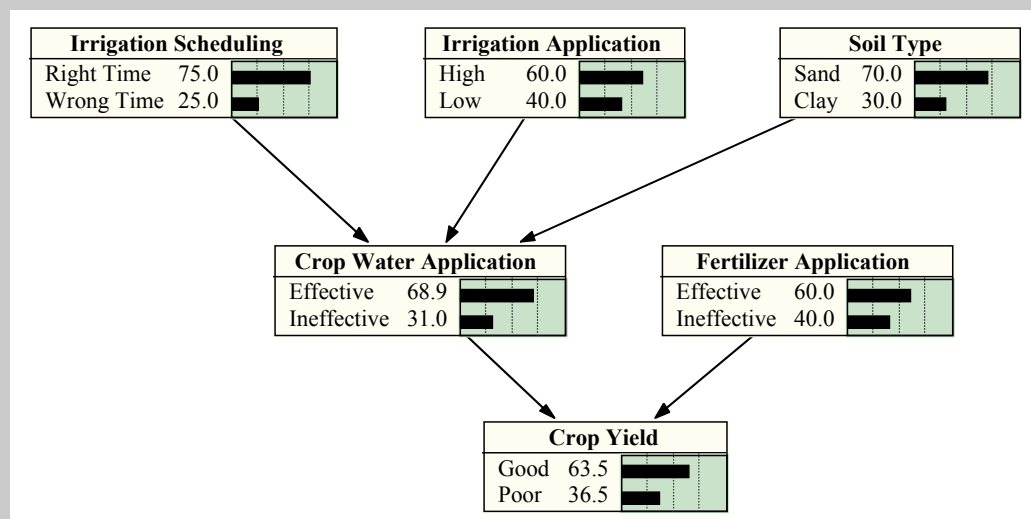 Irrigation Scheduling
Right Time 75.0
Wrong Time 25.0
Irrigation Application
High 60.0
Low 40.0
Soil Type
Sand 70.0
Clay 30.0
Crop Water Application
Effective 68.9
Ineffective 31.0
Fertilizer Application
Effective 60.0
Ineffective 40.0
Crop Yield
Good 63.5
Poor 36.5